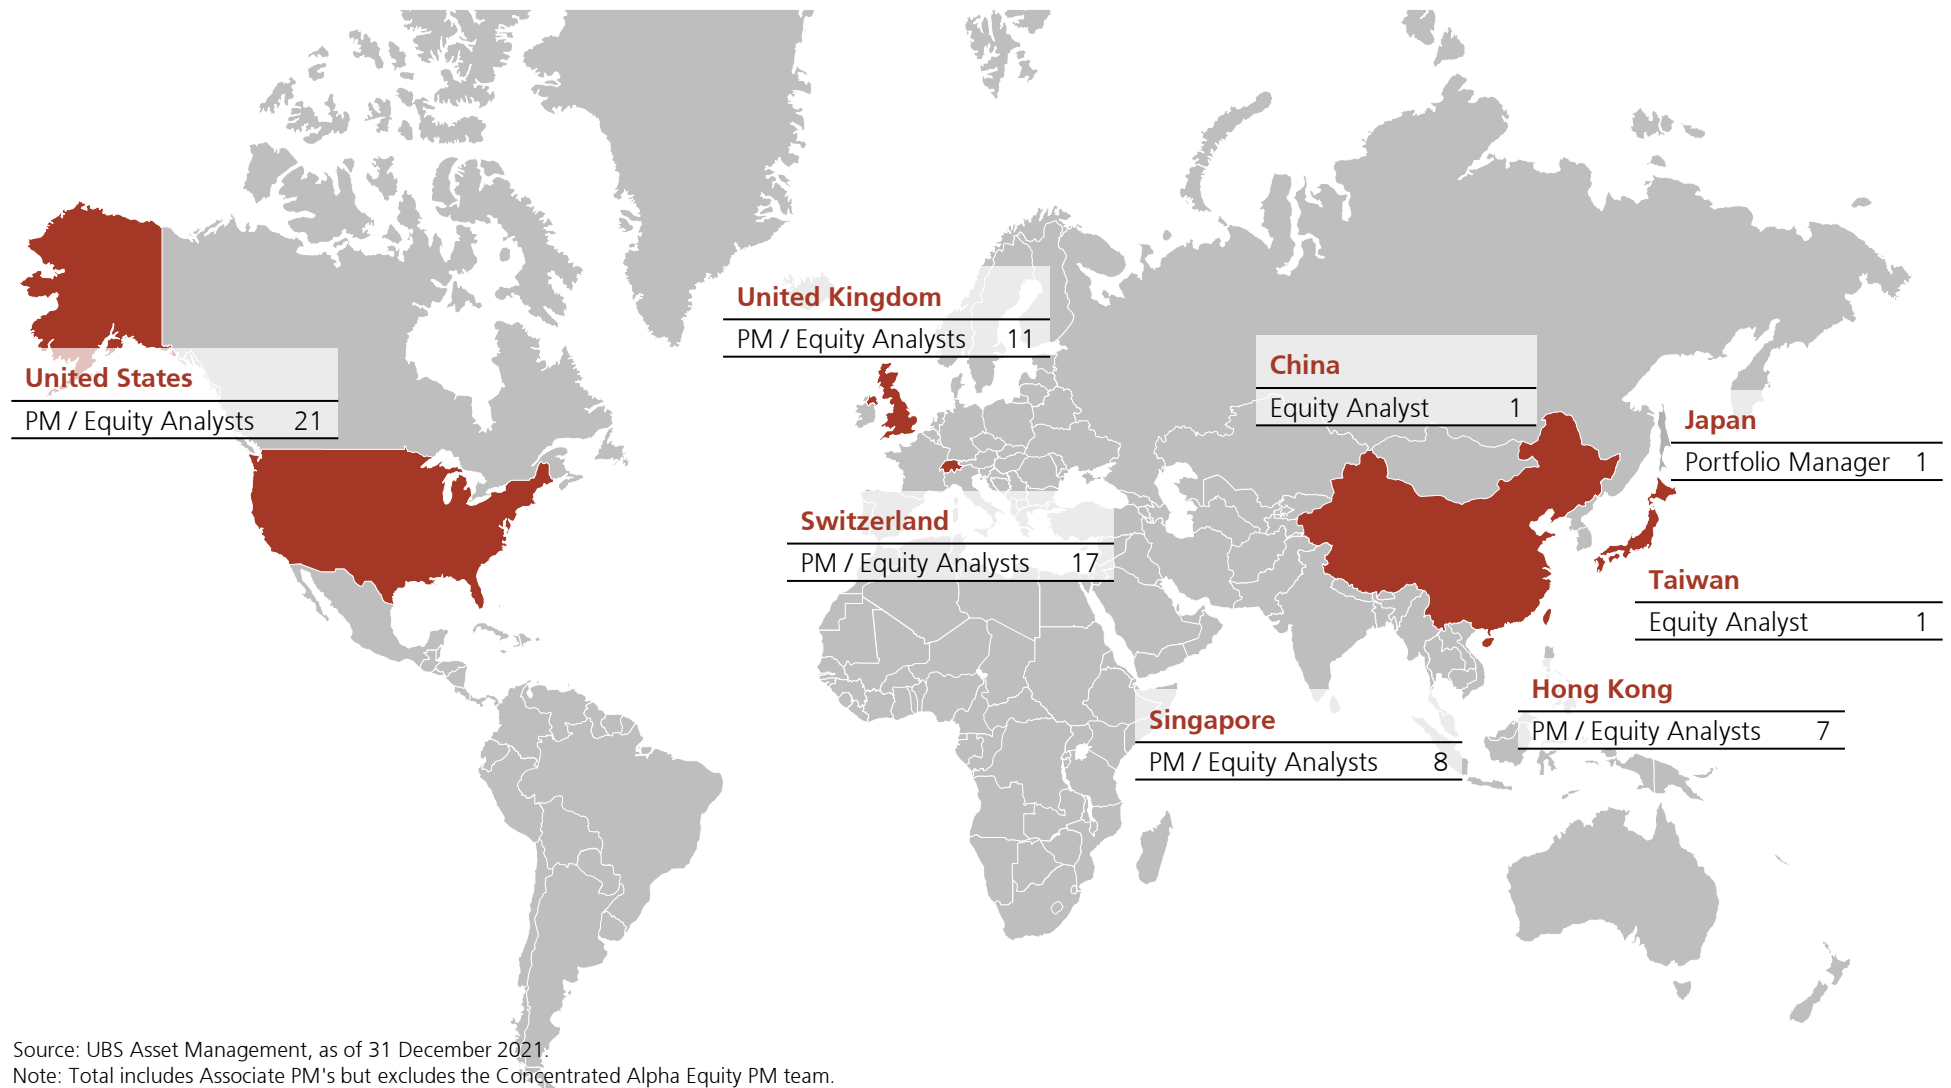 United Kingdom
PM / Equity Analysts 11
China
Equity Analyst 1
United States
PM / Equity Analysts 21
Japan
Portfolio Manager 1
Switzerland
PM / Equity Analysts 17
Taiwan
Equity Analyst 1
Hong Kong
PM / Equity Analysts 7
Singapore
PM / Equity Analysts 8
Source: UBS Asset Management, as of 31 December 2021.
Note: Total includes Associate PM's but excludes the Concentrated Alpha Equity PM team.